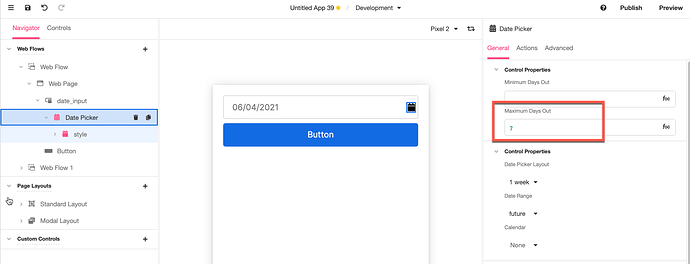 Untitled App 39
Development
Publish
Preview
Navigator
Controls
Web Flows
Web Flow
Web Page
date_input
Date Picker
style
Button
Web Flow 1
Page Layouts
Standard Layout
Modal Layout
Custom Controls
Pixel 2
06/04/2021
Button
Date Picker
General
Actions
Advanced
Control Properties
Minimum Days Out
f(x)
Maximum Days Out
7
f(x)
Control Properties
Date Picker Layout
1 week
Date Range
future
Calendar
None